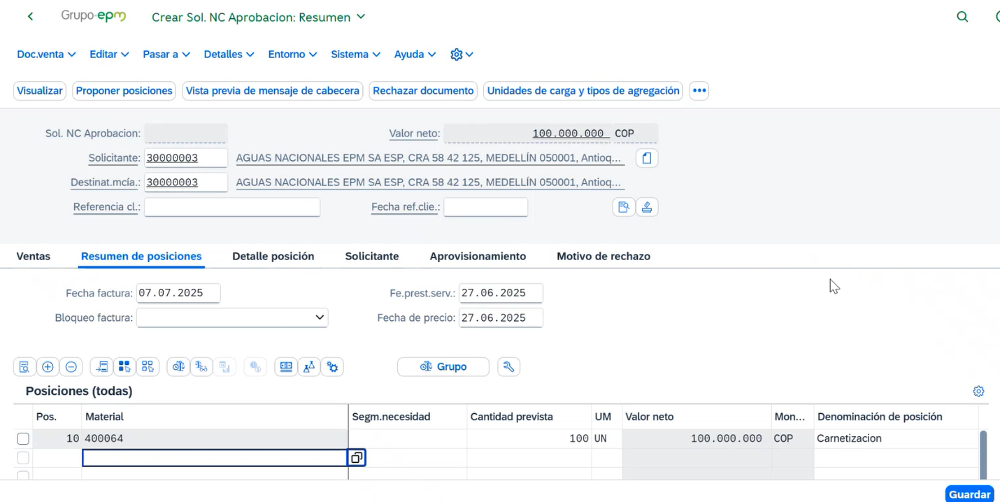 Grupo·epm Crear Sol. NC Aprobacion: Resumen
Doc.venta Editar Pasar a Detalles Entorno Sistema Ayuda
Visualizar Proponer posiciones Vista previa de mensaje de cabecera Rechazar documento Unidades de carga y tipos de agregación •••
Sol. NC Aprobacion: Valor neto: 100.000.000 COP
Solicitante: 30000003 AGUAS NACIONALES EPM SA ESP, CRA 58 42 125, MEDELLÍN 050001, Antioq...
Destinat.mcía.: 30000003 AGUAS NACIONALES EPM SA ESP, CRA 58 42 125, MEDELLÍN 050001, Antioq...
Referencia cl.: Fecha ref.clie.:
Ventas Resumen de posiciones Detalle posición Solicitante Aprovisionamiento Motivo de rechazo
Fecha factura: 07.07.2025 Fe.prest.serv.: 27.06.2025
Bloqueo factura: Fecha de precio: 27.06.2025
Grupo
Posiciones (todas)
Pos. Material Segm.necesidad Cantidad prevista UM Valor neto Mon... Denominación de posición
10 400064 100 UN 100.000.000 COP Carnetizacion
Guardar